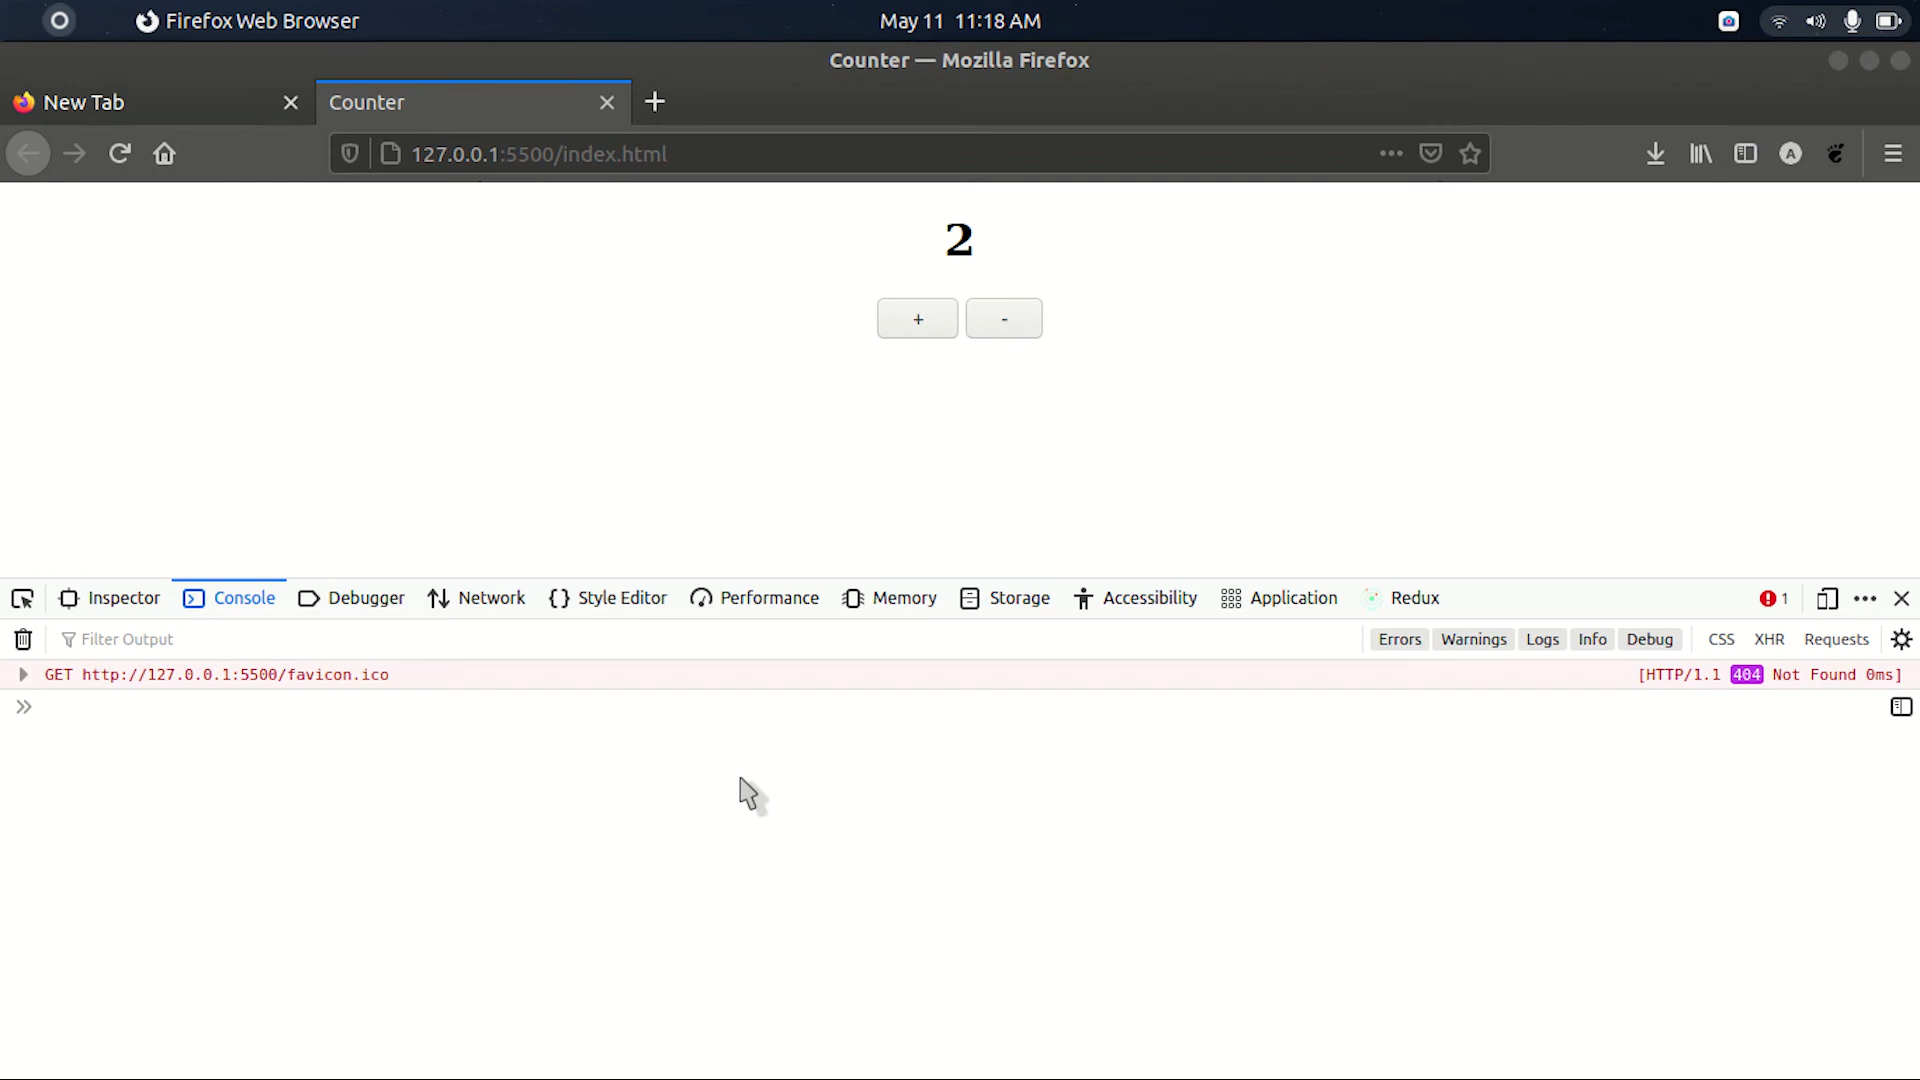 Firefox Web Browser May 11 11:18 AM
Counter — Mozilla Firefox
New Tab Counter
127.0.0.1:5500/index.html
2
+ -
Inspector Console Debugger Network Style Editor Performance Memory Storage Accessibility Application Redux 1
Filter Output Errors Warnings Logs Info Debug CSS XHR Requests
GET http://127.0.0.1:5500/favicon.ico [HTTP/1.1 404 Not Found 0ms]